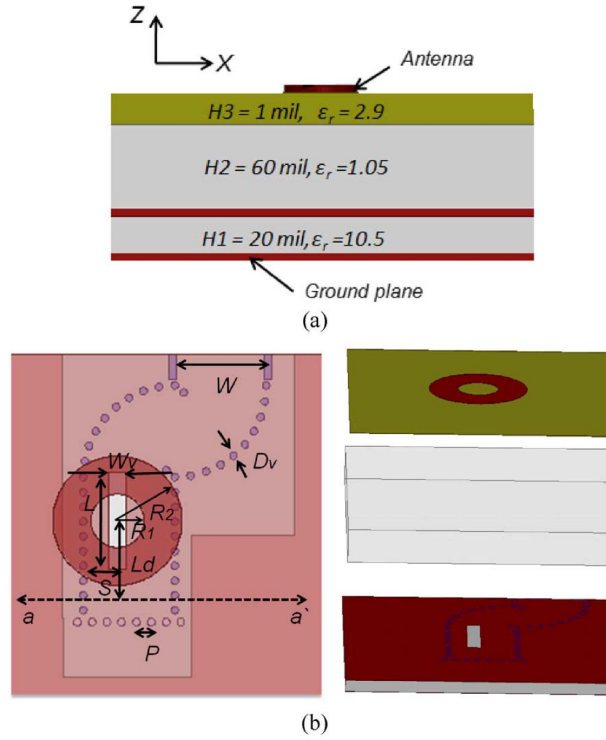 Z
X
Antenna
H3 = 1 mil, εr = 2.9
H2 = 60 mil, εr =1.05
H1 = 20 mil, εr =10.5
Ground plane
(a)
W
Dv
Wv
L
R2
R1
Ld
S
a a`
P
(b)